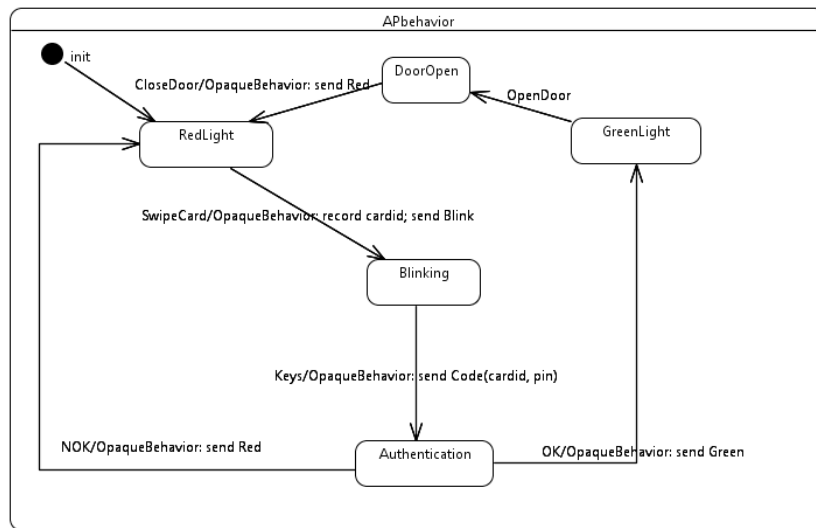 APbehavior
init
DoorOpen
CloseDoor/OpaqueBehavior: send Red
OpenDoor
GreenLight
RedLight
SwipeCard/OpaqueBehavior: record cardid; send Blink
Blinking
Keys/OpaqueBehavior: send Code(cardid, pin)
NOK/OpaqueBehavior: send Red
Authentication
OK/OpaqueBehavior: send Green